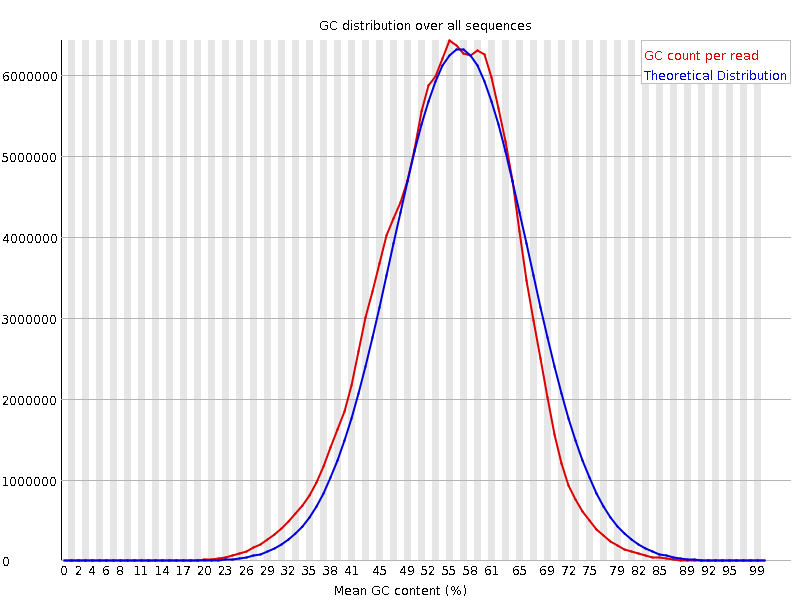 GC distribution over all sequences
GC count per read
Theoretical Distribution
6000000
5000000
4000000
3000000
2000000
1000000
0
0 2 4 6 8 11 14 17 20 23 26 29 32 35 38 41 45 49 52 55 58 61 65 69 72 75 79 82 85 89 92 95 99
Mean GC content (%)